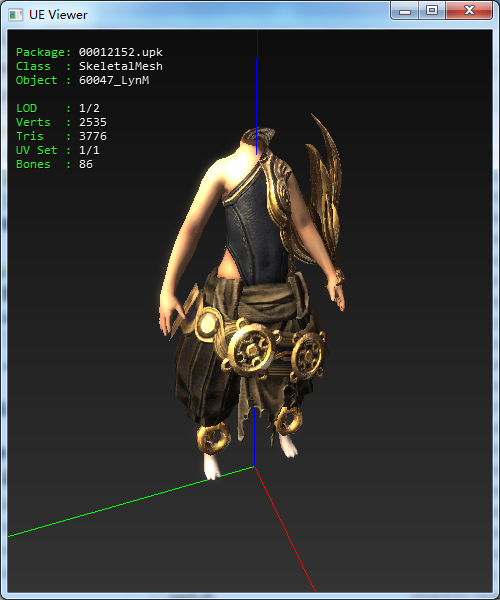 UE Viewer
Package: 00012152.upk
Class : SkeletalMesh
Object : 60047_LynM
LOD : 1/2
Verts : 2535
Tris : 3776
UV Set : 1/1
Bones : 86